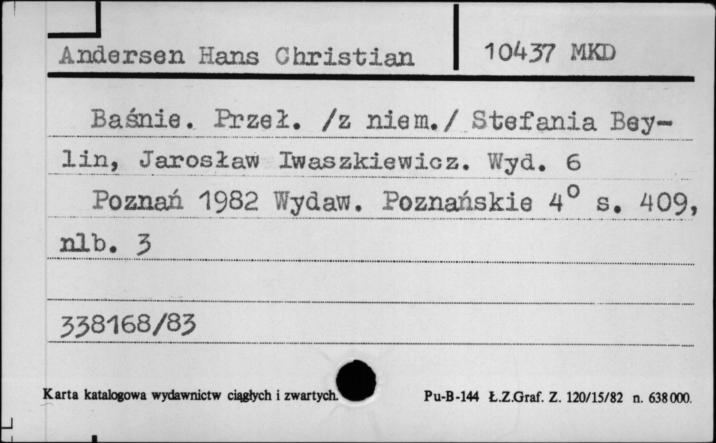 Andersen Hans Christian 10437 MKD
Baśnie. Przeł. /z niem./ Stefania Bey-
lin, Jarosław Iwaszkiewicz. Wyd. 6
Poznań 1982 Wydaw. Poznańskie 4° s. 409,
nlb. 3
338168/83
Karta katalogowa wydawnictw ciągłych i zwartych. Pu-B-144 Ł.Z.Graf. Z. 120/15/82 n. 638000.